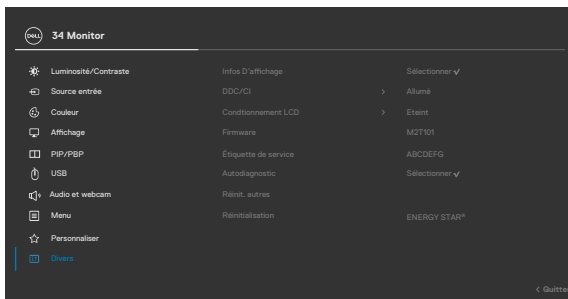 DELL 34 Monitor
Luminosité/Contraste Infos D'affichage Sélectionner
Source entrée DDC/CI > Allumé
Couleur Condtionnement LCD > Eteint
Affichage Firmware M2T101
PIP/PBP Étiquette de service ABCDEFG
USB Autodiagnostic Sélectionner
Audio et webcam Réinit. autres
Menu Réinitialisation ENERGY STAR®
Personnaliser
Divers
< Quitter